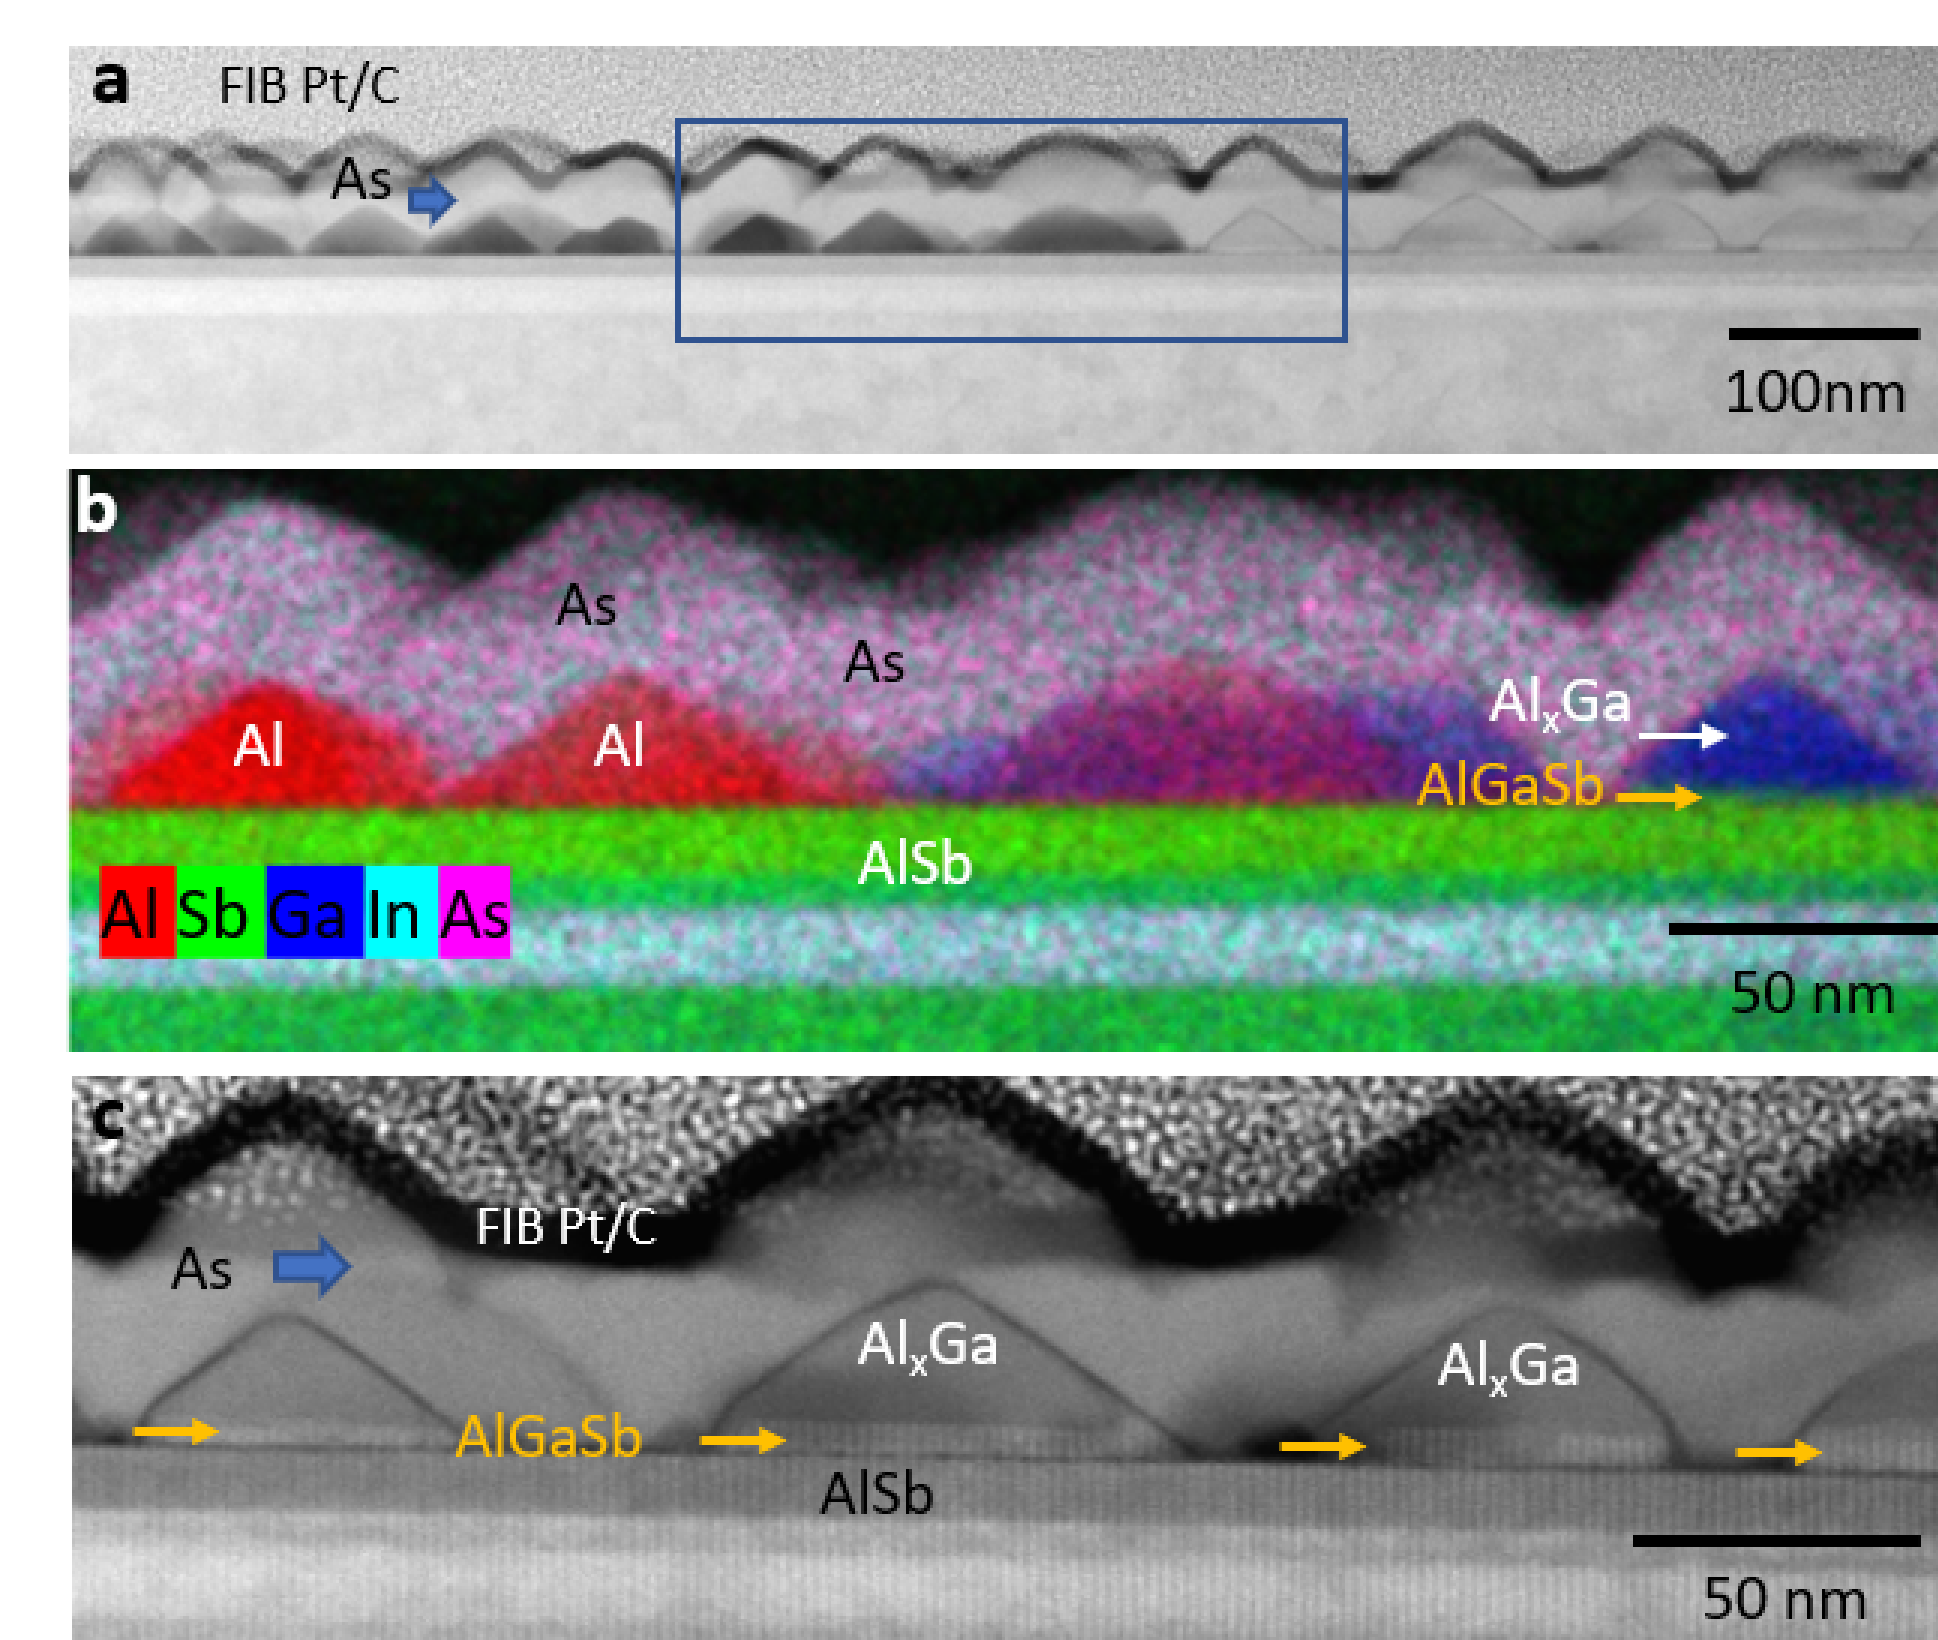 a
FIB Pt/C
As
100nm
b
As
As
Al
Al
AlxGa
AlGaSb
AlSb
Al Sb Ga In As
50 nm
c
FIB Pt/C
As
AlxGa
AlxGa
AlGaSb
AlSb
50 nm